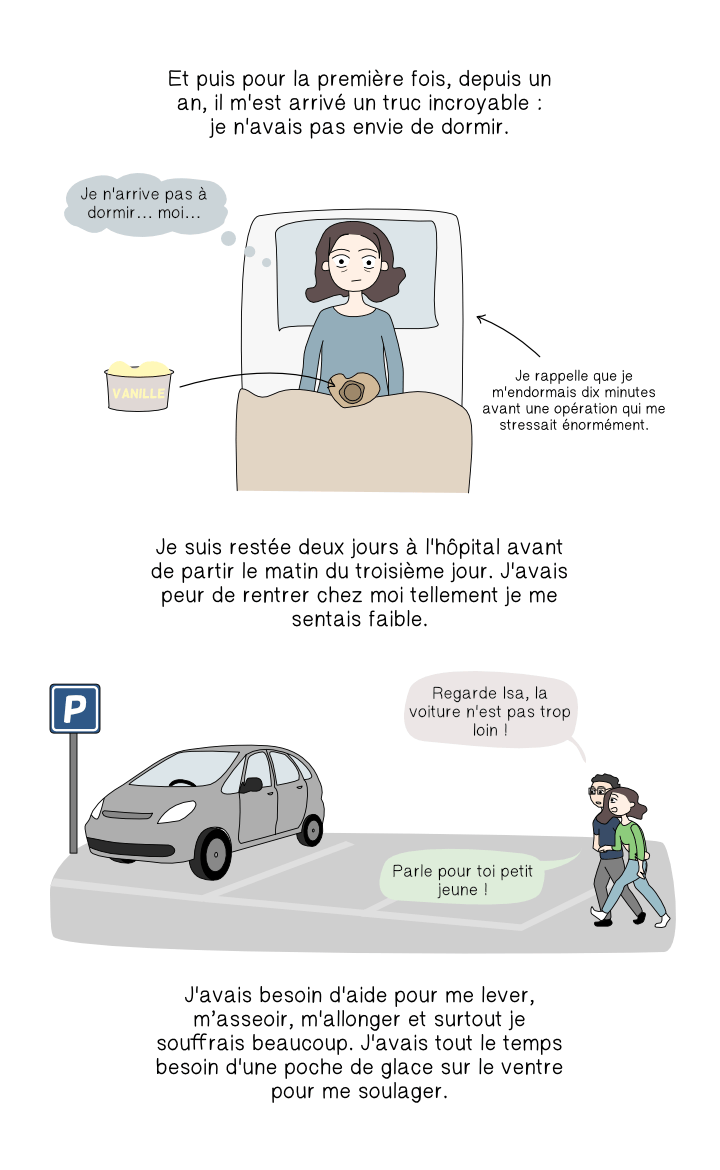 Et puis pour la première fois, depuis un
an, il m'est arrivé un truc incroyable :
je n'avais pas envie de dormir.
Je n'arrive pas à
dormir... moi...
VANILLE
Je rappelle que je
m'endormais dix minutes
avant une opération qui me
stressait énormément.
Je suis restée deux jours à l'hôpital avant
de partir le matin du troisième jour. J'avais
peur de rentrer chez moi tellement je me
sentais faible.
P
Regarde Isa, la
voiture n'est pas trop
loin !
Parle pour toi petit
jeune !
J'avais besoin d'aide pour me lever,
m’asseoir, m'allonger et surtout je
souffrais beaucoup. J'avais tout le temps
besoin d'une poche de glace sur le ventre
pour me soulager.